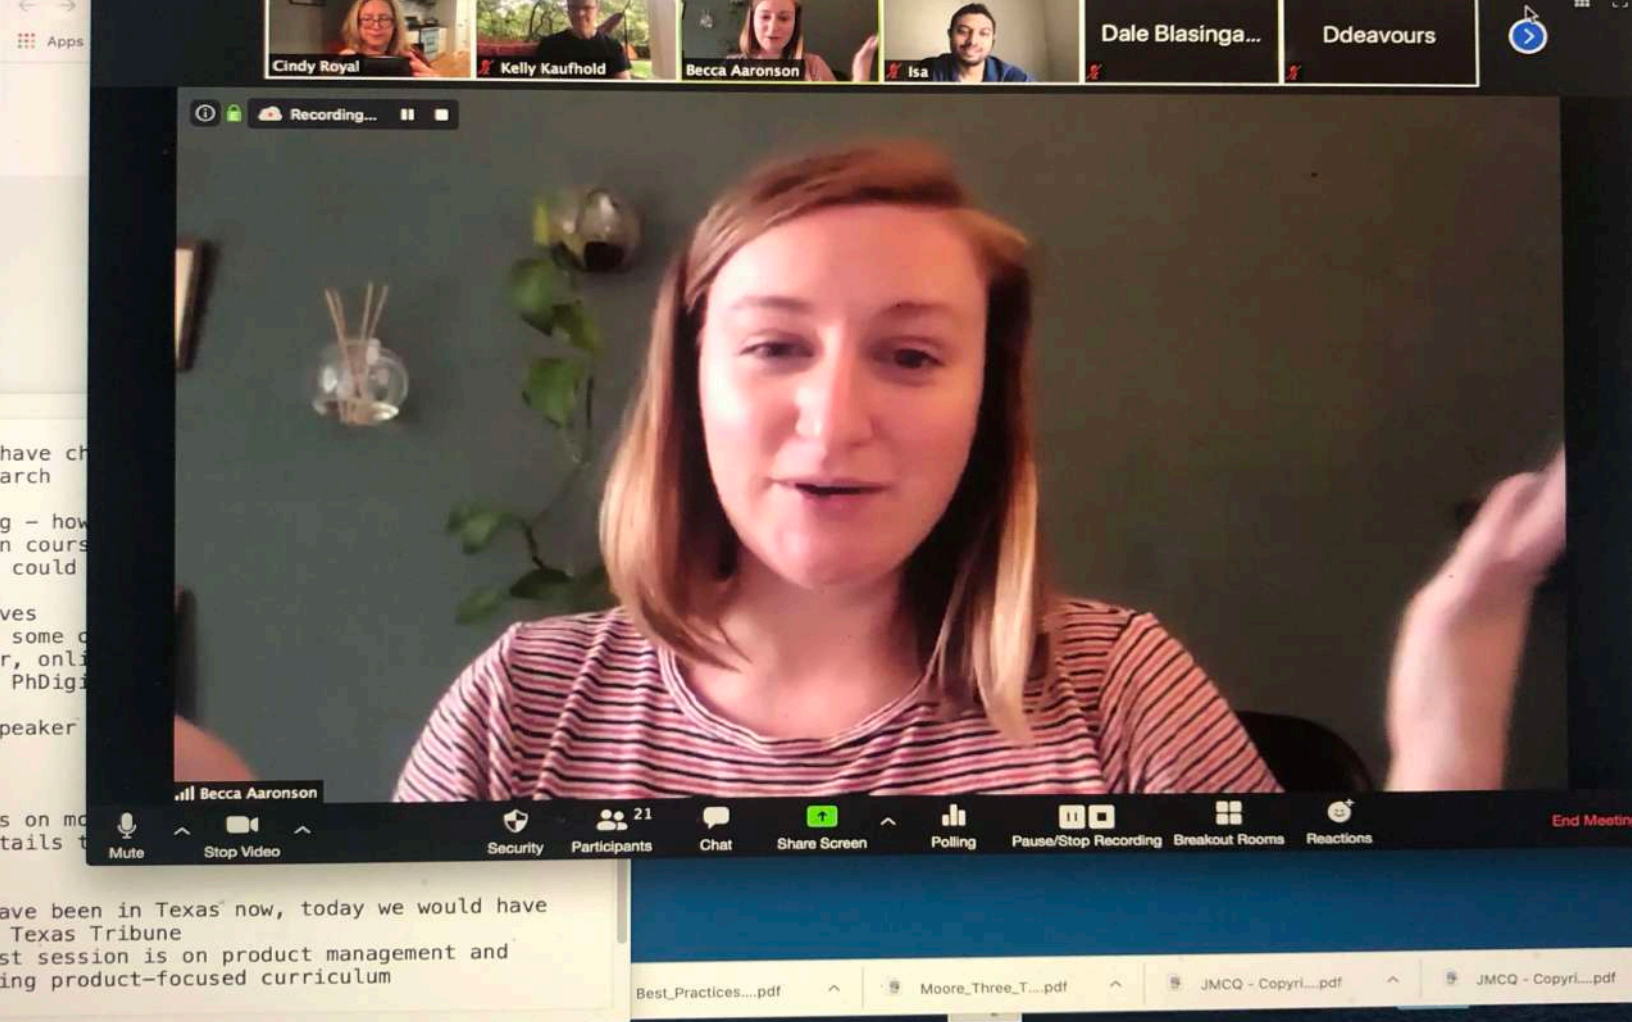 Apps
Cindy Royal
Kelly Kaufhold
Becca Aaronson
Isa
Dale Blasinga...
Ddeavours
Recording...
have ch
arch
g – how
n cours
could
ves
some
r, onli
PhDigi
peaker
s on mo
tails t
Becca Aaronson
Mute
Stop Video
Security
Participants
21
Chat
Share Screen
Polling
Pause/Stop Recording
Breakout Rooms
Reactions
End Meetin
ave been in Texas now, today we would have
Texas Tribune
st session is on product management and
ing product-focused curriculum
Best_Practices....pdf
Moore_Three_T....pdf
JMCQ - Copyri....pdf
JMCQ - Copyri....pdf